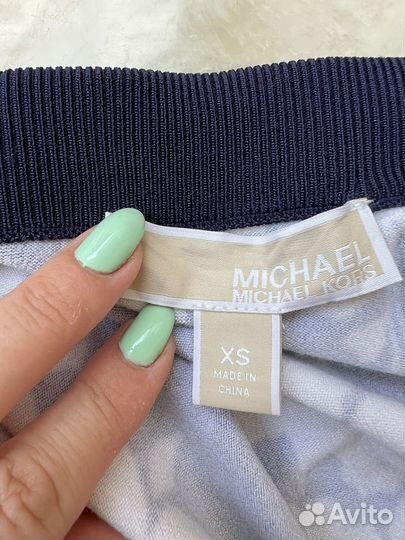 MICHAEL
MICHAEL KORS
XS
MADE IN
CHINA
Avito